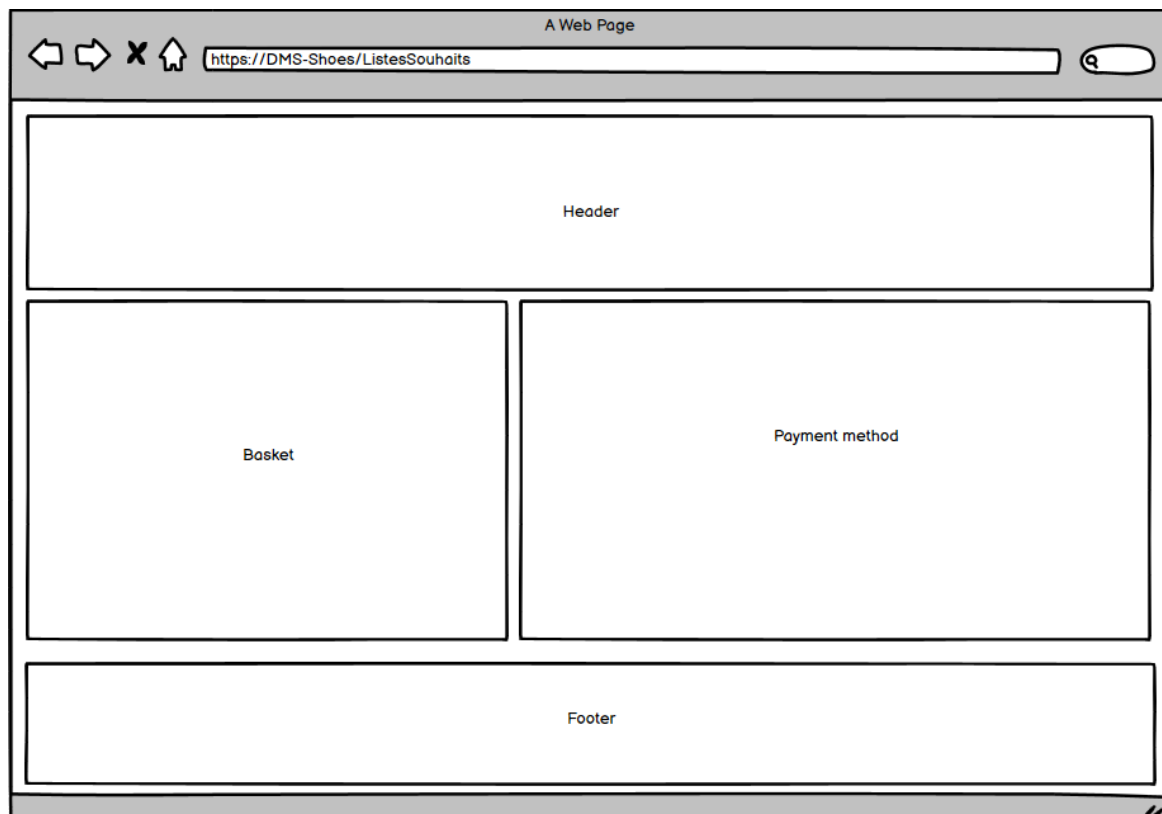 A Web Page
https://DMS-Shoes/ListesSouhaits
Header
Basket
Payment method
Footer